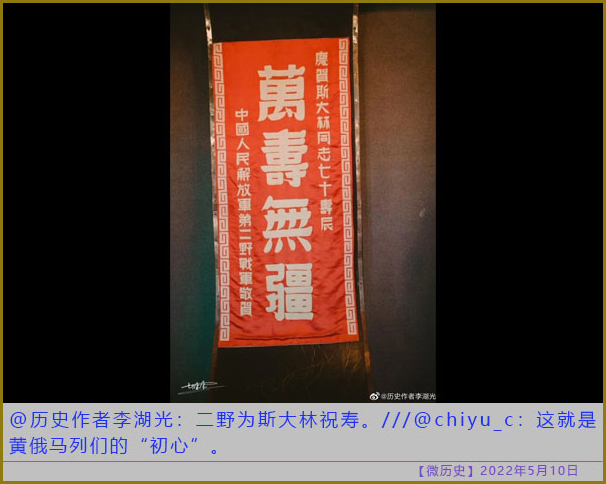 慶賀斯大林同志七十壽辰
萬壽無疆
中國人民解放軍第二野戰軍敬賀
@历史作者李湖光
@历史作者李湖光：二野为斯大林祝寿。///@chiyu_c：这就是
黄俄马列们的“初心”。
【微历史】2022年5月10日